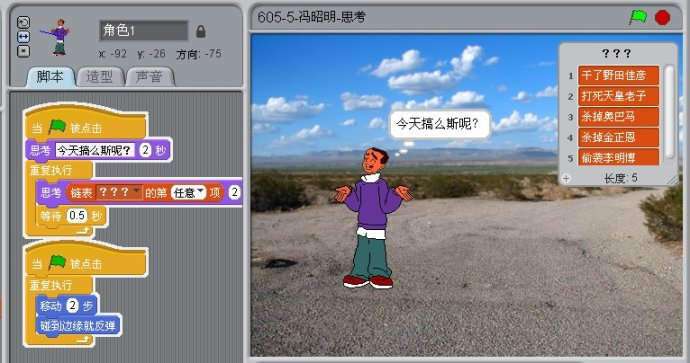 角色1
x: -92 y: -26 方向: -75
脚本 造型 声音
当 被点击
思考 今天搞么斯呢？ 2 秒
重复执行
思考 链表 ？？？ 的第 任意 项 2
等待 0.5 秒
当 被点击
重复执行
移动 2 步
碰到边缘就反弹
605-5-冯昭明-思考
今天搞么斯呢？
？？？
1 干了野田佳彦
2 打死天皇老子
3 杀掉奥巴马
4 杀掉金正恩
5 偷袭李明博
+ 长度: 5